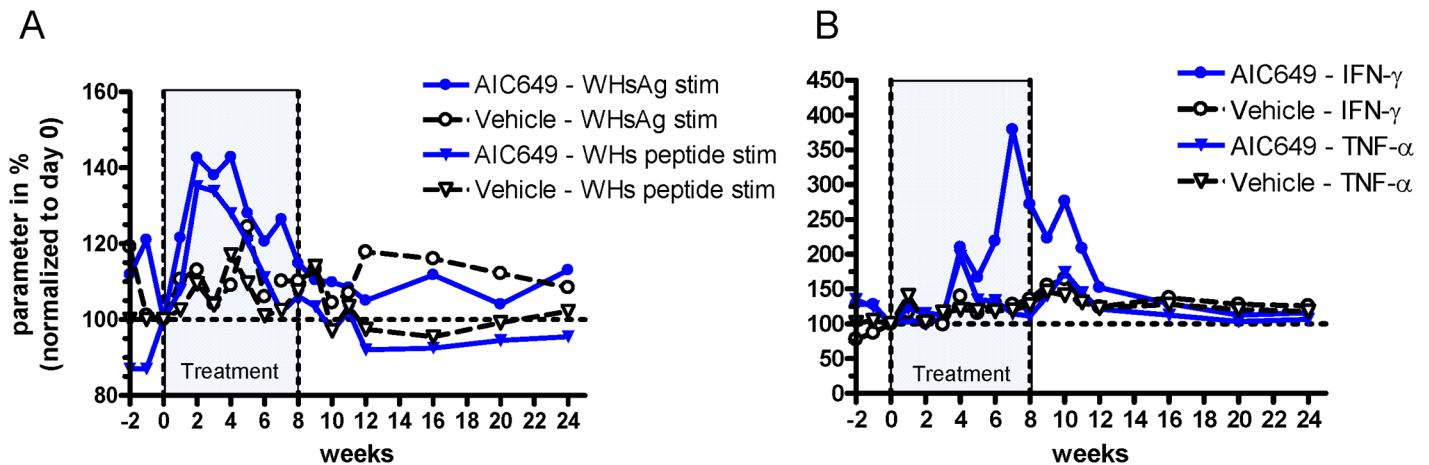 A
parameter in %
(normalized to day 0)
160
140
120
100
80
Treatment
-2 0 2 4 6 8 10 12 14 16 18 20 22 24
weeks
AIC649 - WHsAg stim
Vehicle - WHsAg stim
AIC649 - WHs peptide stim
Vehicle - WHs peptide stim
B
450
400
350
300
250
200
150
100
50
0
Treatment
-2 0 2 4 6 8 10 12 14 16 18 20 22 24
weeks
AIC649 - IFN-γ
Vehicle - IFN-γ
AIC649 - TNF-α
Vehicle - TNF-α